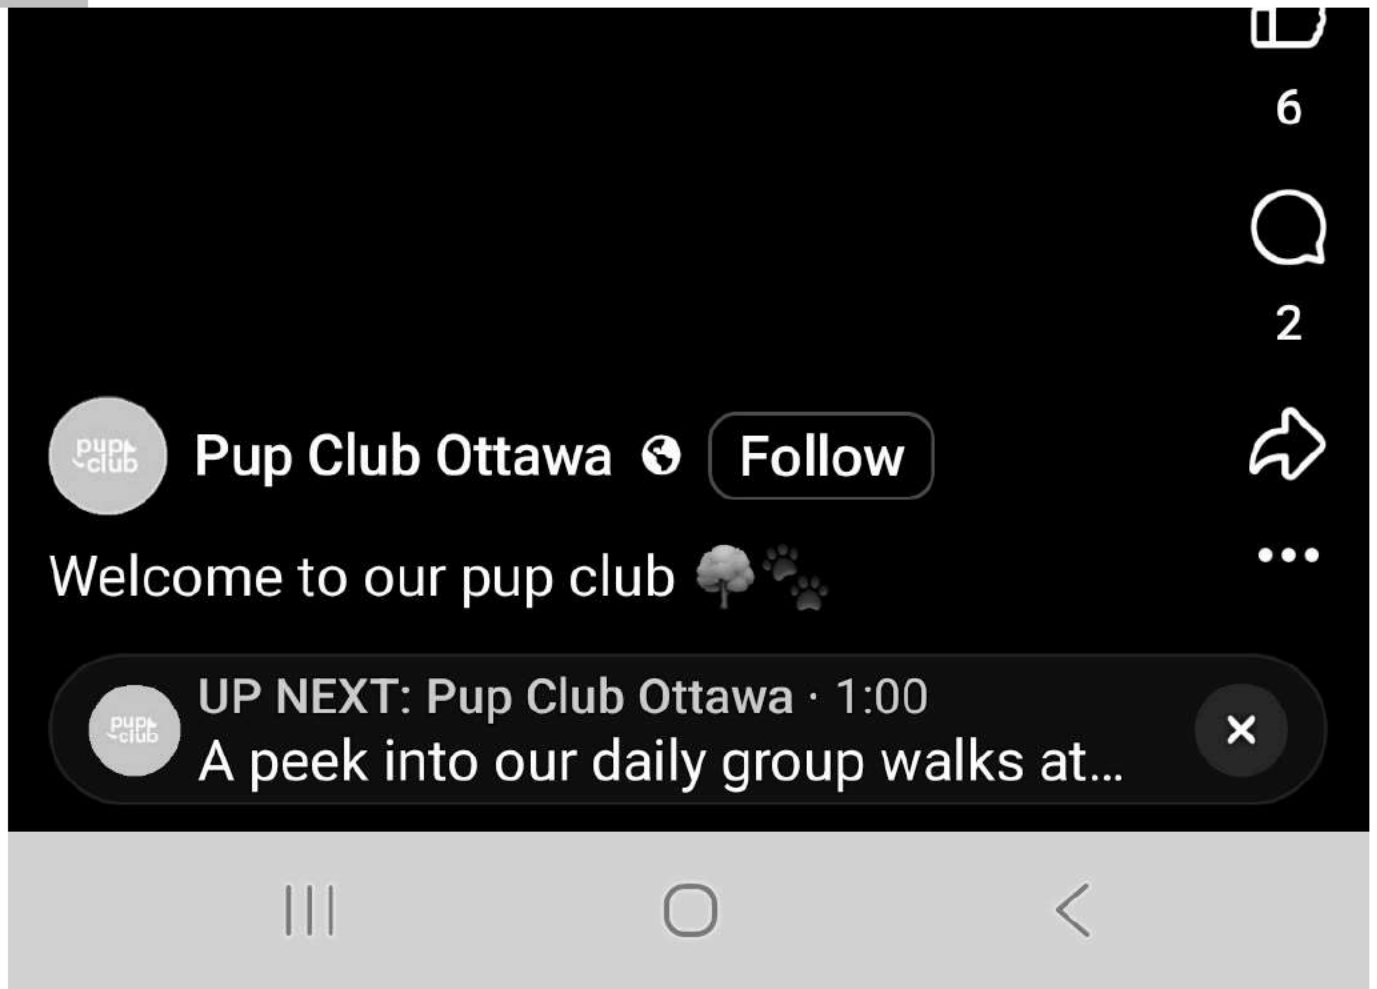 6
2
pup
club
Pup Club Ottawa
Follow
Welcome to our pup club 🌳🐾
pup
club
UP NEXT: Pup Club Ottawa · 1:00
A peek into our daily group walks at...